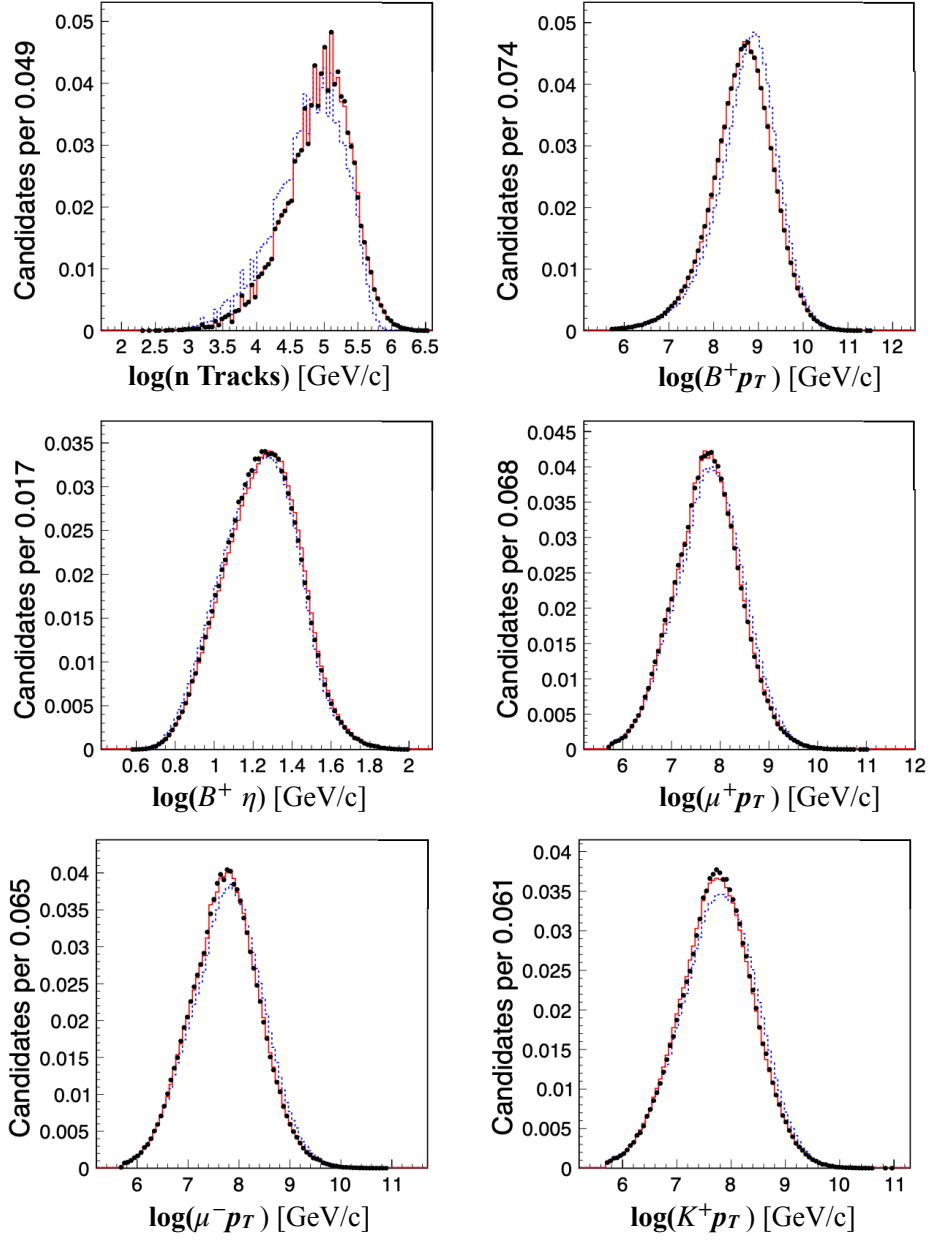 Candidates per 0.049
0.05
0.04
0.03
0.02
0.01
0
2 2.5 3 3.5 4 4.5 5 5.5 6 6.5
log(n Tracks) [GeV/c]
Candidates per 0.074
0.05
0.04
0.03
0.02
0.01
0
6 7 8 9 10 11 12
log(B⁺p_T) [GeV/c]
Candidates per 0.017
0.035
0.03
0.025
0.02
0.015
0.01
0.005
0
0.6 0.8 1 1.2 1.4 1.6 1.8 2
log(B⁺ η) [GeV/c]
Candidates per 0.068
0.045
0.04
0.035
0.03
0.025
0.02
0.015
0.01
0.005
0
6 7 8 9 10 11 12
log(μ⁺p_T) [GeV/c]
Candidates per 0.065
0.04
0.035
0.03
0.025
0.02
0.015
0.01
0.005
0
6 7 8 9 10 11
log(μ⁻p_T) [GeV/c]
Candidates per 0.061
0.04
0.035
0.03
0.025
0.02
0.015
0.01
0.005
0
6 7 8 9 10 11
log(K⁺p_T) [GeV/c]